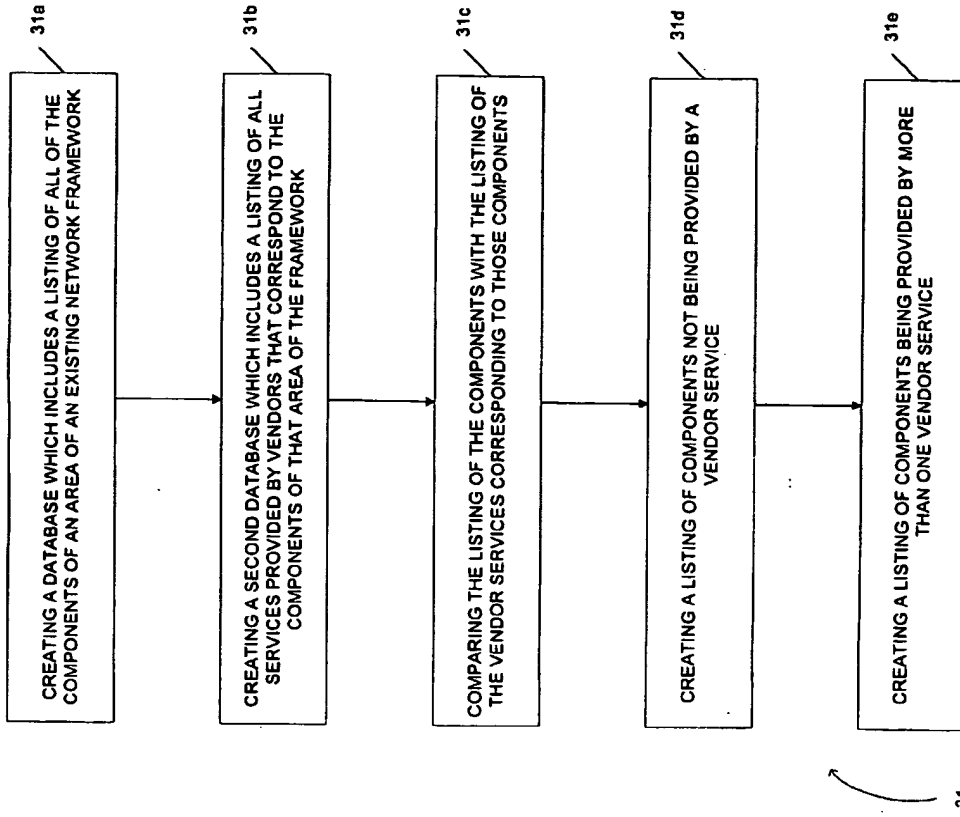 31a
CREATING A DATABASE WHICH INCLUDES A LISTING OF ALL OF THE
COMPONENTS OF AN AREA OF AN EXISTING NETWORK FRAMEWORK
31b
CREATING A SECOND DATABASE WHICH INCLUDES A LISTING OF ALL
SERVICES PROVIDED BY VENDORS THAT CORRESPOND TO THE
COMPONENTS OF THAT AREA OF THE FRAMEWORK
31c
COMPARING THE LISTING OF THE COMPONENTS WITH THE LISTING OF
THE VENDOR SERVICES CORRESPONDING TO THOSE COMPONENTS
31d
CREATING A LISTING OF COMPONENTS NOT BEING PROVIDED BY A
VENDOR SERVICE
31e
CREATING A LISTING OF COMPONENTS BEING PROVIDED BY MORE
THAN ONE VENDOR SERVICE